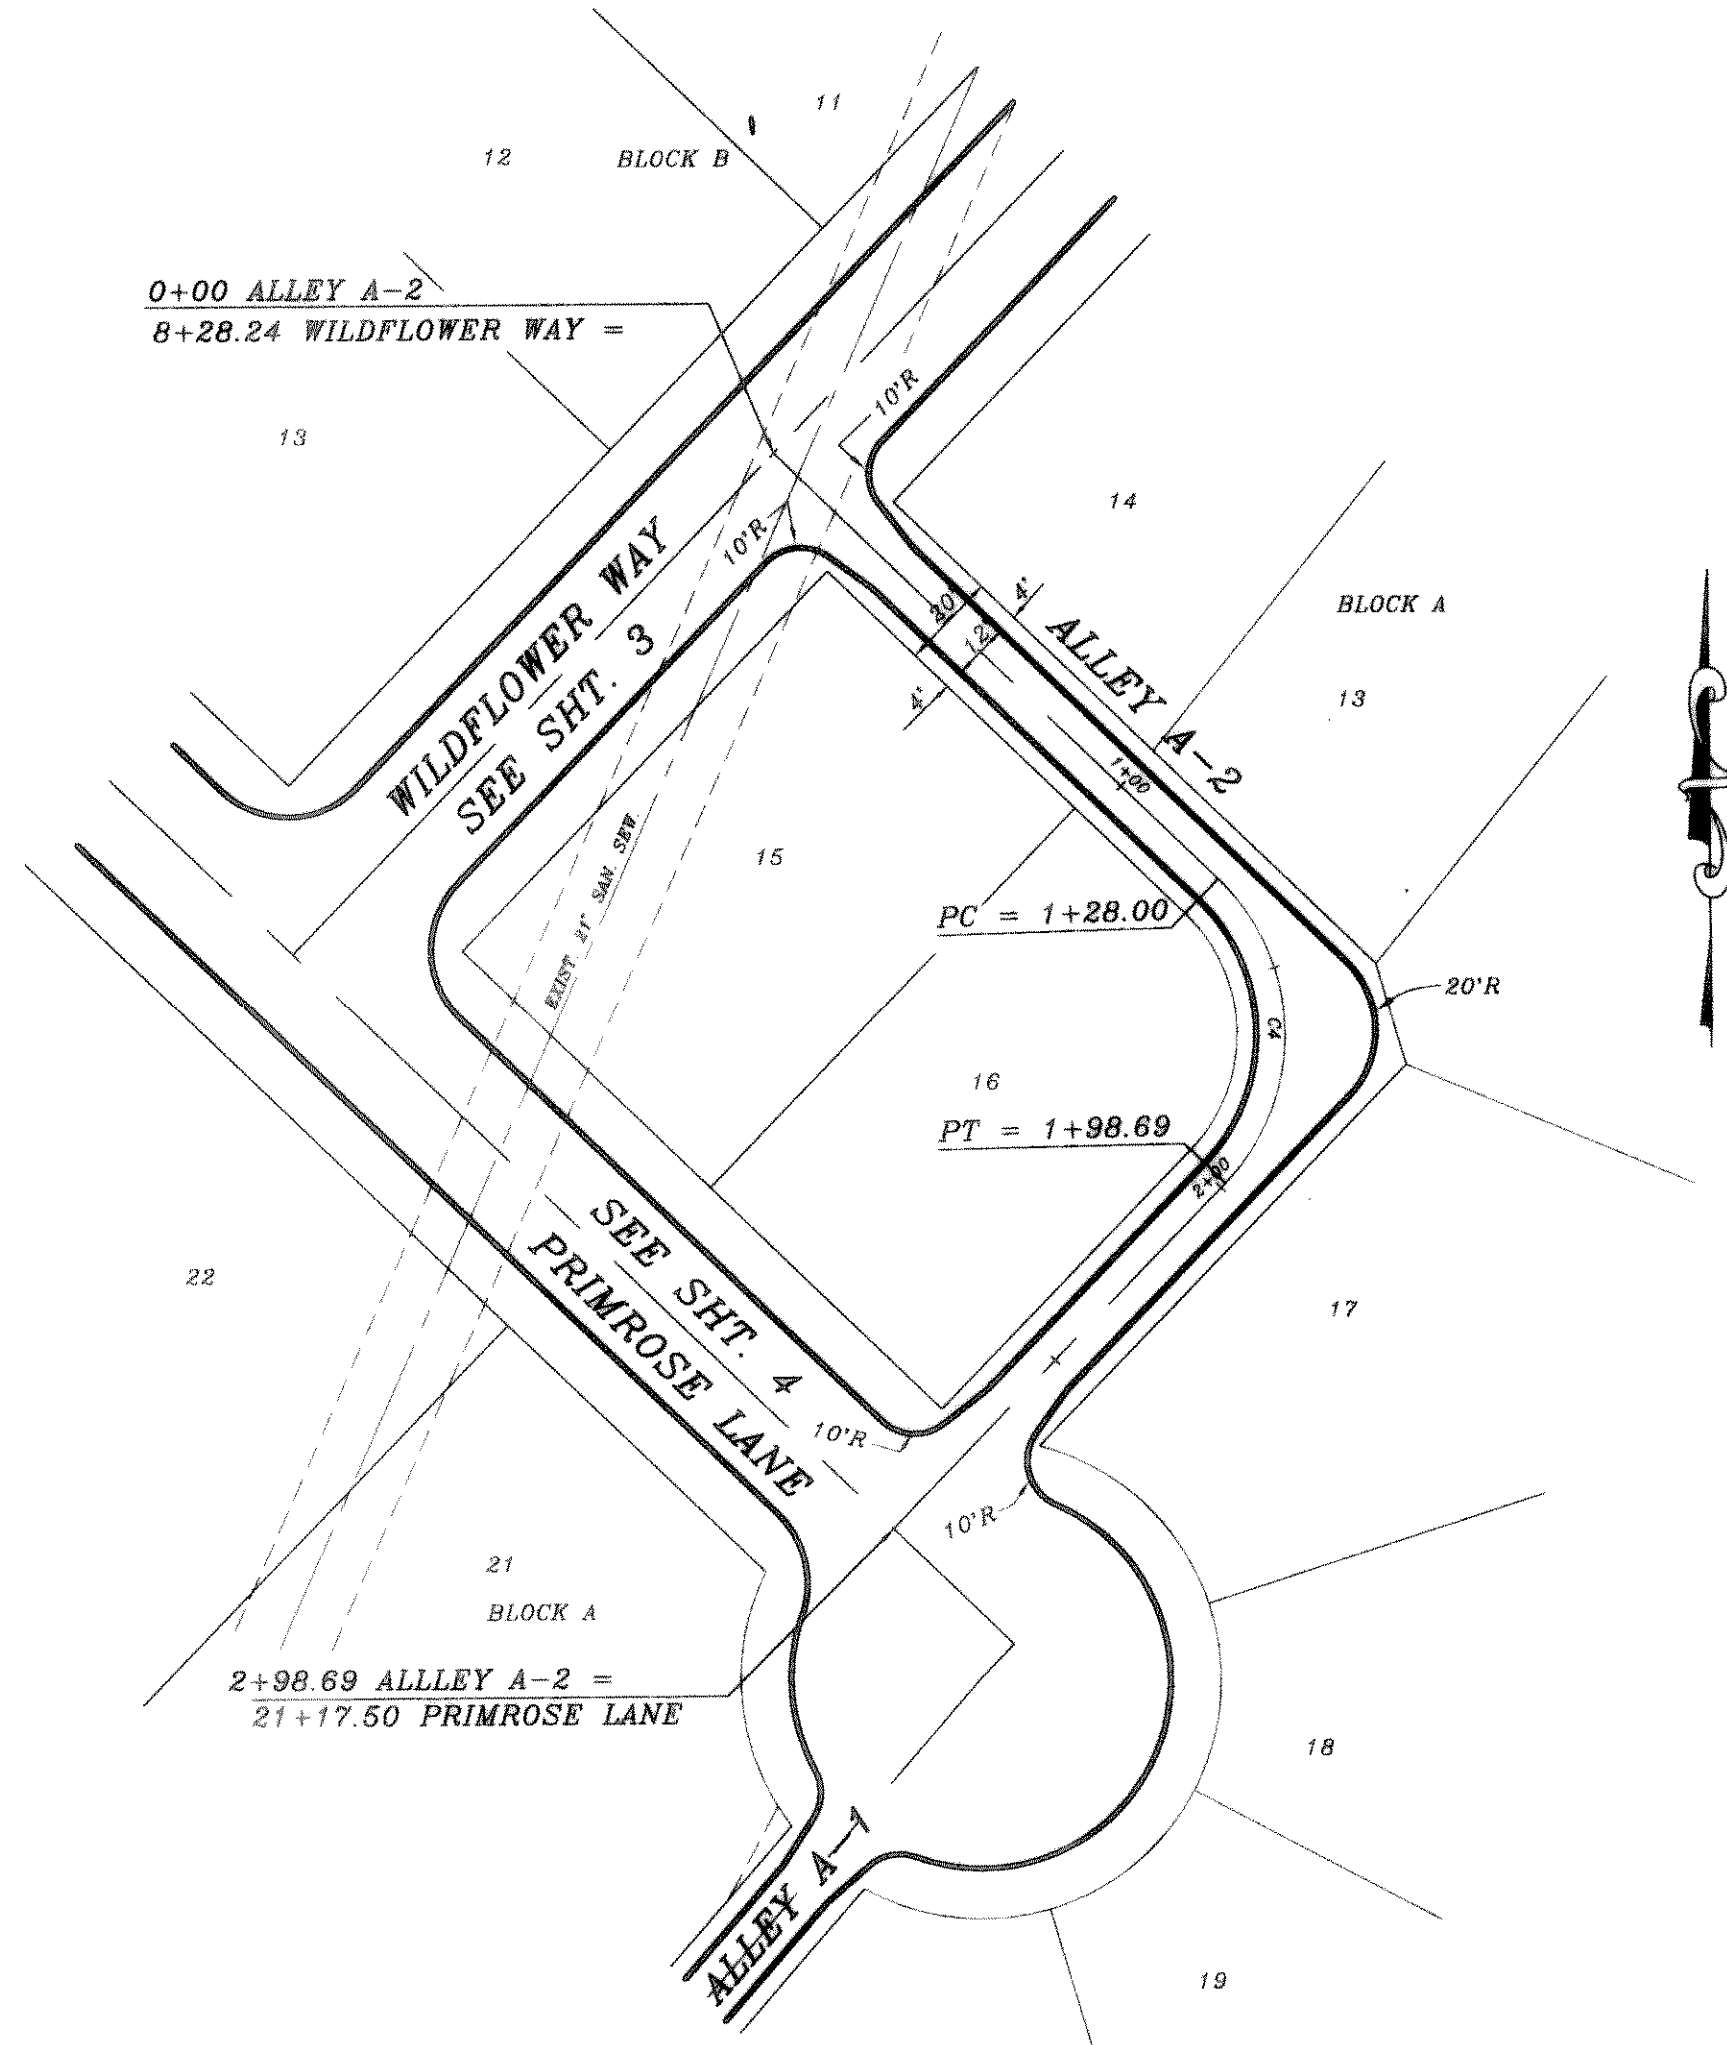 11
12
BLOCK B
0+00 ALLEY A-2
8+28.24 WILDFLOWER WAY =
13
10'R
14
10'R
WILDFLOWER WAY
SEE SHT. 3
20'
4'
12'
4'
ALLEY A-2
BLOCK A
13
1+00
15
EXIST. 21" SAN. SEW.
PC = 1+28.00
20'R
C4
16
PT = 1+98.69
2+00
SEE SHT. 4
PRIMROSE LANE
22
17
10'R
10'R
21
BLOCK A
2+98.69 ALLLEY A-2 =
21+17.50 PRIMROSE LANE
18
ALLEY A-1
19